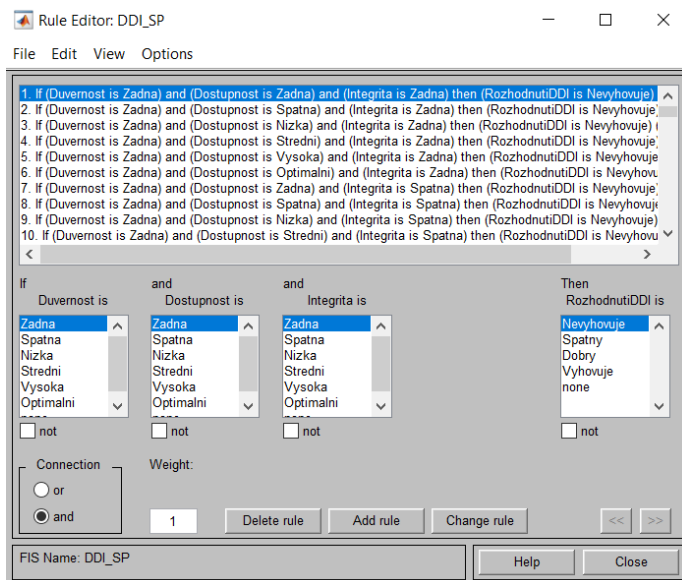 Rule Editor: DDI_SP
File Edit View Options
1. If (Duvernost is Zadna) and (Dostupnost is Zadna) and (Integrita is Zadna) then (RozhodnutiDDI is Nevyhovuje)
2. If (Duvernost is Zadna) and (Dostupnost is Spatna) and (Integrita is Zadna) then (RozhodnutiDDI is Nevyhovuje)
3. If (Duvernost is Zadna) and (Dostupnost is Nizka) and (Integrita is Zadna) then (RozhodnutiDDI is Nevyhovuje) (
4. If (Duvernost is Zadna) and (Dostupnost is Stredni) and (Integrita is Zadna) then (RozhodnutiDDI is Nevyhovuje)
5. If (Duvernost is Zadna) and (Dostupnost is Vysoka) and (Integrita is Zadna) then (RozhodnutiDDI is Nevyhovuje
6. If (Duvernost is Zadna) and (Dostupnost is Optimalni) and (Integrita is Zadna) then (RozhodnutiDDI is Nevyhovu
7. If (Duvernost is Zadna) and (Dostupnost is Zadna) and (Integrita is Spatna) then (RozhodnutiDDI is Nevyhovuje)
8. If (Duvernost is Zadna) and (Dostupnost is Spatna) and (Integrita is Spatna) then (RozhodnutiDDI is Nevyhovuje
9. If (Duvernost is Zadna) and (Dostupnost is Nizka) and (Integrita is Spatna) then (RozhodnutiDDI is Nevyhovuje)
10. If (Duvernost is Zadna) and (Dostupnost is Stredni) and (Integrita is Spatna) then (RozhodnutiDDI is Nevyhovu
If and and Then
Duvernost is Dostupnost is Integrita is RozhodnutiDDI is
Zadna Zadna Zadna Nevyhovuje
Spatna Spatna Spatna Spatny
Nizka Nizka Nizka Dobry
Stredni Stredni Stredni Vyhovuje
Vysoka Vysoka Vysoka none
Optimalni Optimalni Optimalni
not not not not
Connection Weight:
or
and 1 Delete rule Add rule Change rule << >>
FIS Name: DDI_SP Help Close